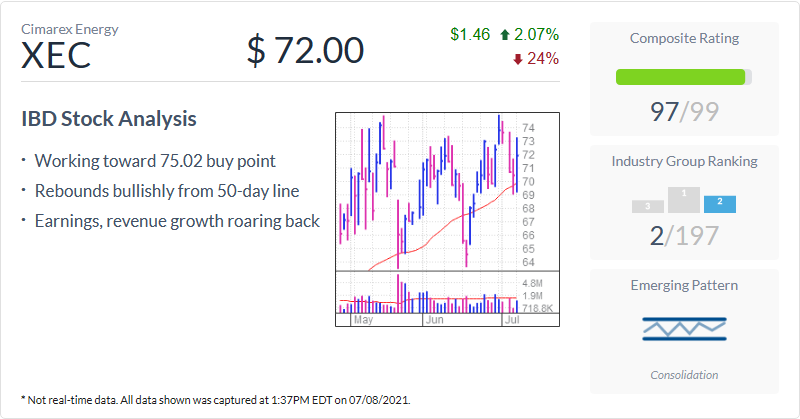 Cimarex Energy
XEC
$ 72.00
$1.46 2.07%
24%
IBD Stock Analysis
· Working toward 75.02 buy point
· Rebounds bullishly from 50-day line
· Earnings, revenue growth roaring back
74
73
72
71
70
69
68
67
66
65
64
4.8M
1.9M
718.8K
May Jun Jul
Composite Rating
97/99
Industry Group Ranking
3 1 2
2/197
Emerging Pattern
Consolidation
* Not real-time data. All data shown was captured at 1:37PM EDT on 07/08/2021.